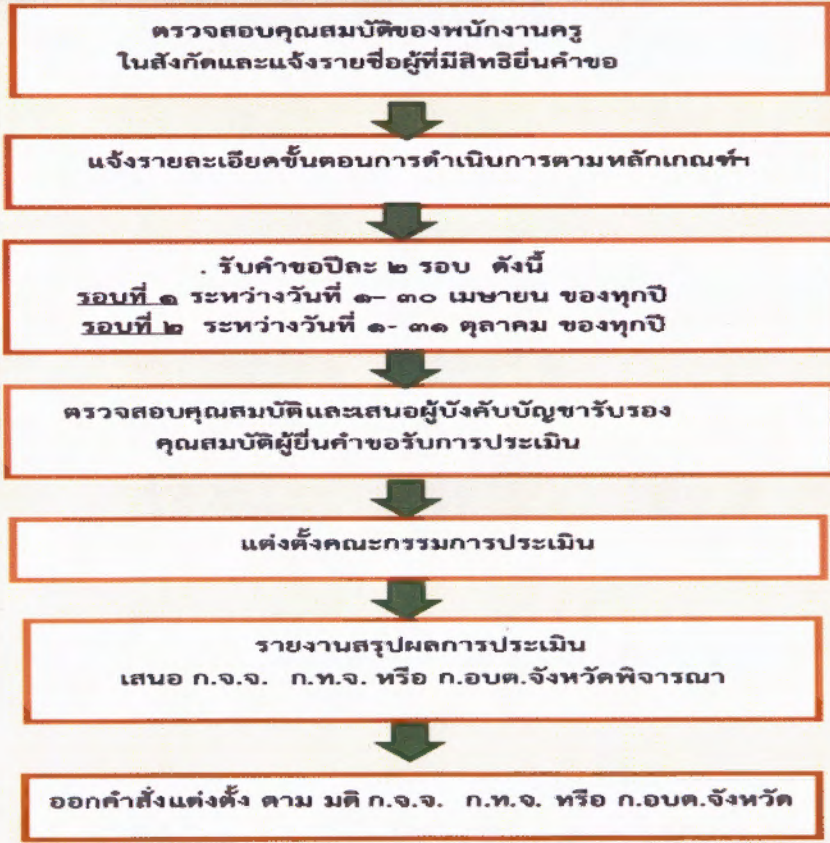 ตรวจสอบคุณสมบัติของพนักงานครู
ในสังกัดและแจ้งรายชื่อผู้ที่มีสิทธิยื่นคำขอ
แจ้งรายละเอียดขั้นตอนการดำเนินการตามหลักเกณฑ์ฯ
. รับคำขอปีละ ๒ รอบ ดังนี้
รอบที่ ๑ ระหว่างวันที่ ๑– ๓๐ เมษายน ของทุกปี
รอบที่ ๒ ระหว่างวันที่ ๑- ๓๑ ตุลาคม ของทุกปี
ตรวจสอบคุณสมบัติและเสนอผู้บังคับบัญชารับรอง
คุณสมบัติผู้ยื่นคำขอรับการประเมิน
แต่งตั้งคณะกรรมการประเมิน
รายงานสรุปผลการประเมิน
เสนอ ก.จ.จ. ก.ท.จ. หรือ ก.อบต.จังหวัดพิจารณา
ออกคำสั่งแต่งตั้ง ตาม มติ ก.จ.จ. ก.ท.จ. หรือ ก.อบต.จังหวัด